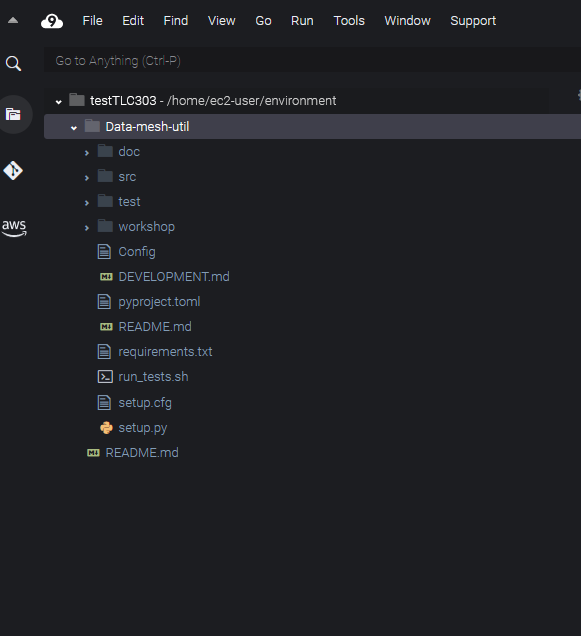 9 File Edit Find View Go Run Tools Window Support
Go to Anything (Ctrl-P)
testTLC303 - /home/ec2-user/environment
Data-mesh-util
doc
src
test
aws
workshop
Config
DEVELOPMENT.md
pyproject.toml
README.md
requirements.txt
run_tests.sh
setup.cfg
setup.py
README.md